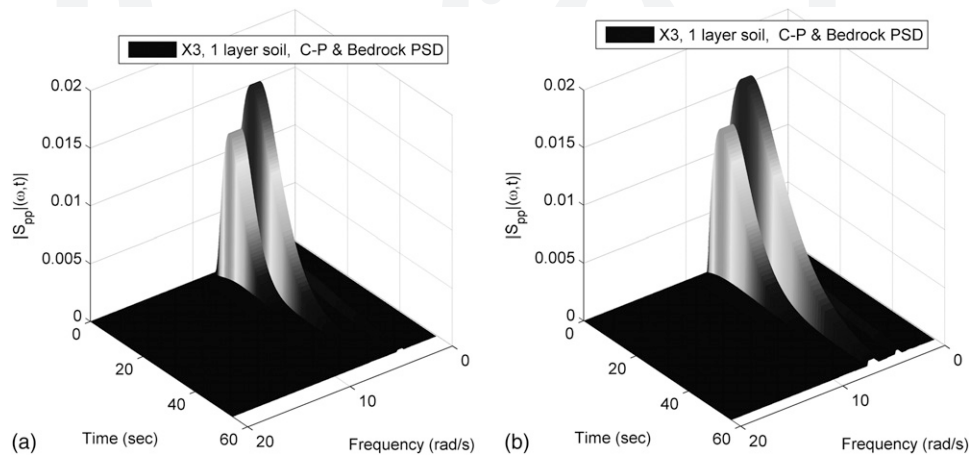 X3, 1 layer soil, C-P & Bedrock PSD
0.02
0.015
0.01
0.005
0
|S_pp|(ω,t)|
0
20
40
60
20
10
0
Time (sec)
Frequency (rad/s)
(a)
X3, 1 layer soil, C-P & Bedrock PSD
0.02
0.015
0.01
0.005
0
|S_pp|(ω,t)|
0
20
40
60
20
10
0
Time (sec)
Frequency (rad/s)
(b)